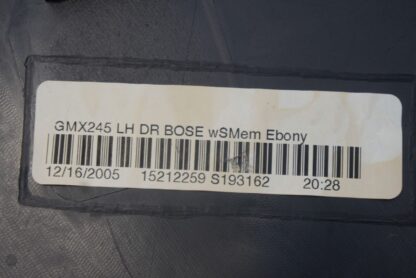 GMX245 LH DR BOSE wSMem Ebony
12/16/2005 15212259 S193162 20:28